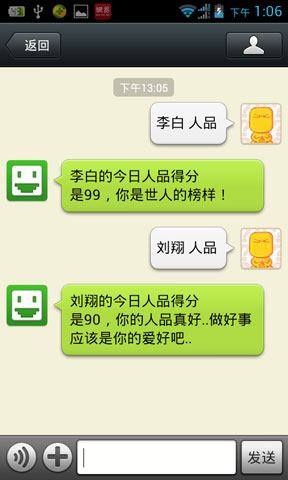 下午 1:06
返回
下午13:05
李白 人品
李白的今日人品得分
是99，你是世人的榜样！
刘翔 人品
刘翔的今日人品得分
是90，你的人品真好..做好事
应该是你的爱好吧..
发送